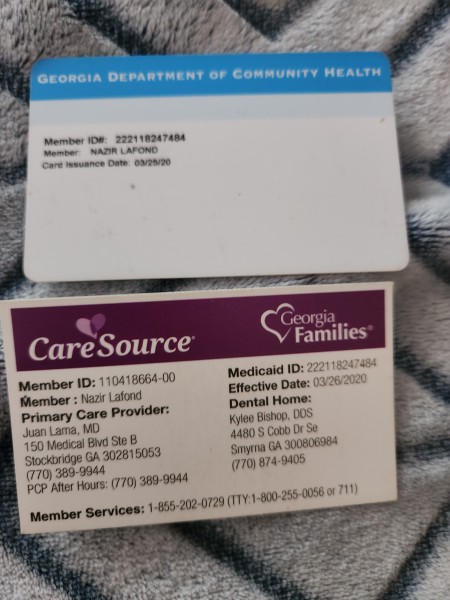 GEORGIA DEPARTMENT OF COMMUNITY HEALTH
Member ID#: 222118247484
Member: NAZIR LAFOND
Card Issuance Date: 03/25/20
CareSource
Georgia Families®
Member ID: 110418664-00
Member : Nazir Lafond
Primary Care Provider:
Juan Lama, MD
150 Medical Blvd Ste B
Stockbridge GA 302815053
(770) 389-9944
PCP After Hours: (770) 389-9944
Medicaid ID: 222118247484
Effective Date: 03/26/2020
Dental Home:
Kylee Bishop, DDS
4480 S Cobb Dr Se
Smyrna GA 300806984
(770) 874-9405
Member Services: 1-855-202-0729 (TTY:1-800-255-0056 or 711)